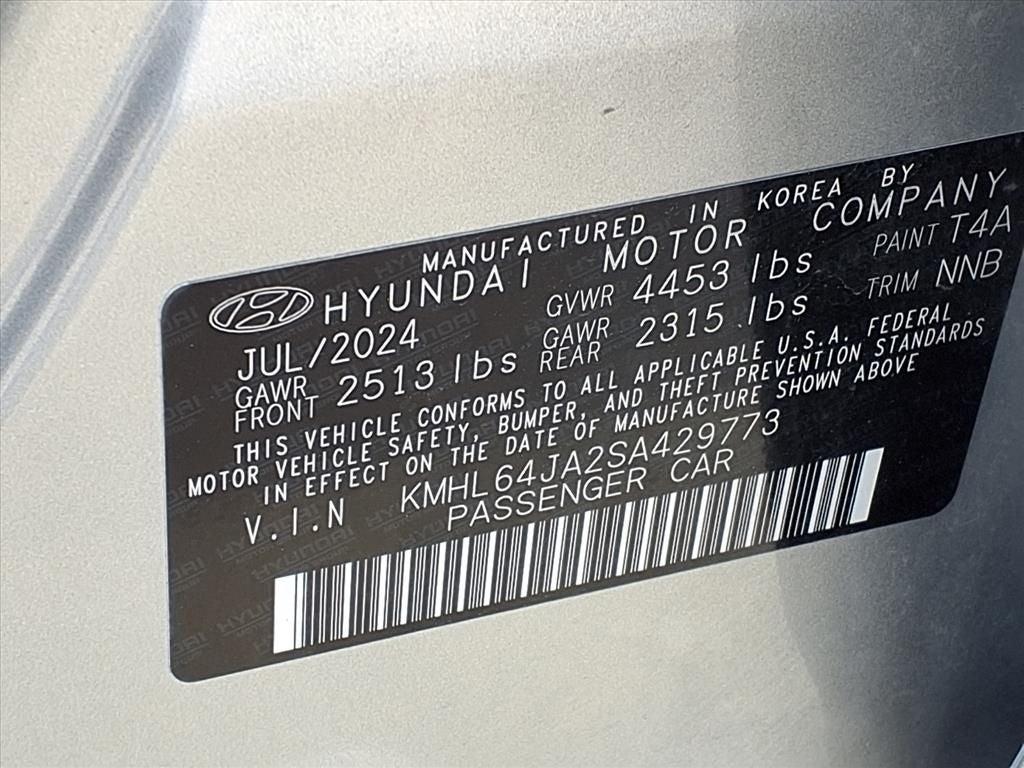 MANUFACTURED IN KOREA BY
HYUNDAI MOTOR COMPANY
JUL/2024 GVWR 4453 lbs PAINT T4A
GAWR FRONT 2513 lbs GAWR REAR 2315 lbs TRIM NNB
THIS VEHICLE CONFORMS TO ALL APPLICABLE U.S.A. FEDERAL
MOTOR VEHICLE SAFETY, BUMPER, AND THEFT PREVENTION STANDARDS
IN EFFECT ON THE DATE OF MANUFACTURE SHOWN ABOVE
V.I.N KMHL64JA2SA429773
PASSENGER CAR